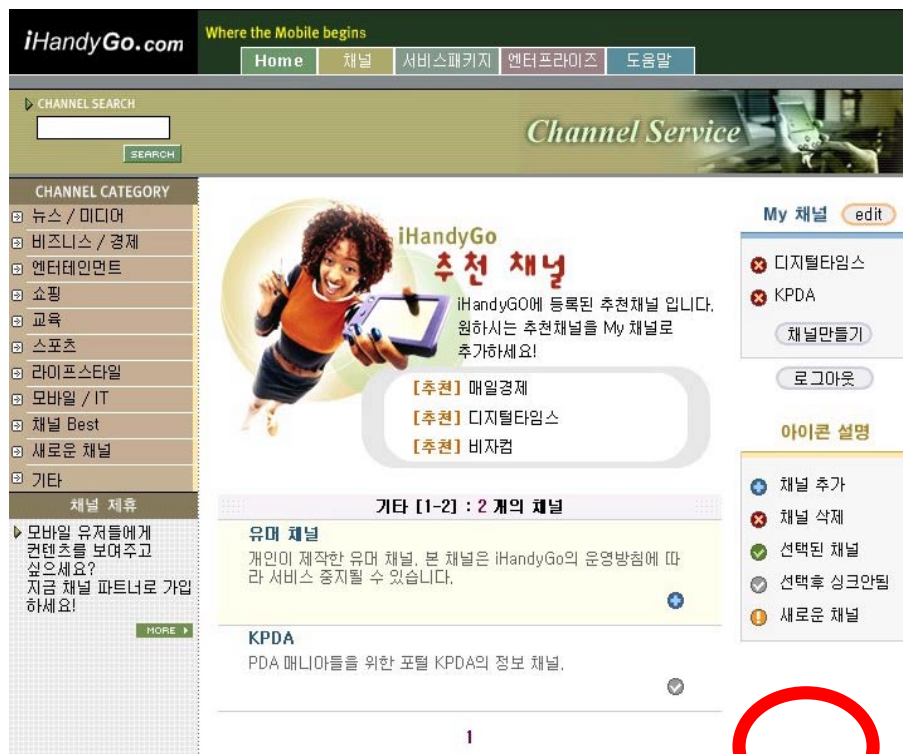 iHandyGo.com
Where the Mobile begins
Home
채널
서비스패키지
엔터프라이즈
도움말
CHANNEL SEARCH
SEARCH
Channel Service
CHANNEL CATEGORY
뉴스 / 미디어
비즈니스 / 경제
엔터테인먼트
쇼핑
교육
스포츠
라이프스타일
모바일 / IT
채널 Best
새로운 채널
기타
채널 제휴
모바일 유저들에게
컨텐츠를 보여주고
싶으세요?
지금 채널 파트너로 가입
하세요!
MORE
iHandyGo
추천 채널
iHandyGO에 등록된 추천채널 입니다.
원하시는 추천채널을 My 채널로
추가하세요!
[추천] 매일경제
[추천] 디지털타임스
[추천] 비자컴
기타 [1-2] : 2 개의 채널
유머 채널
개인이 제작한 유머 채널. 본 채널은 iHandyGo의 운영방침에 따
라 서비스 중지될 수 있습니다.
KPDA
PDA 매니아들을 위한 포털 KPDA의 정보 채널.
1
My 채널
edit
디지털타임스
KPDA
채널만들기
로그아웃
아이콘 설명
채널 추가
채널 삭제
선택된 채널
선택후 싱크안됨
새로운 채널